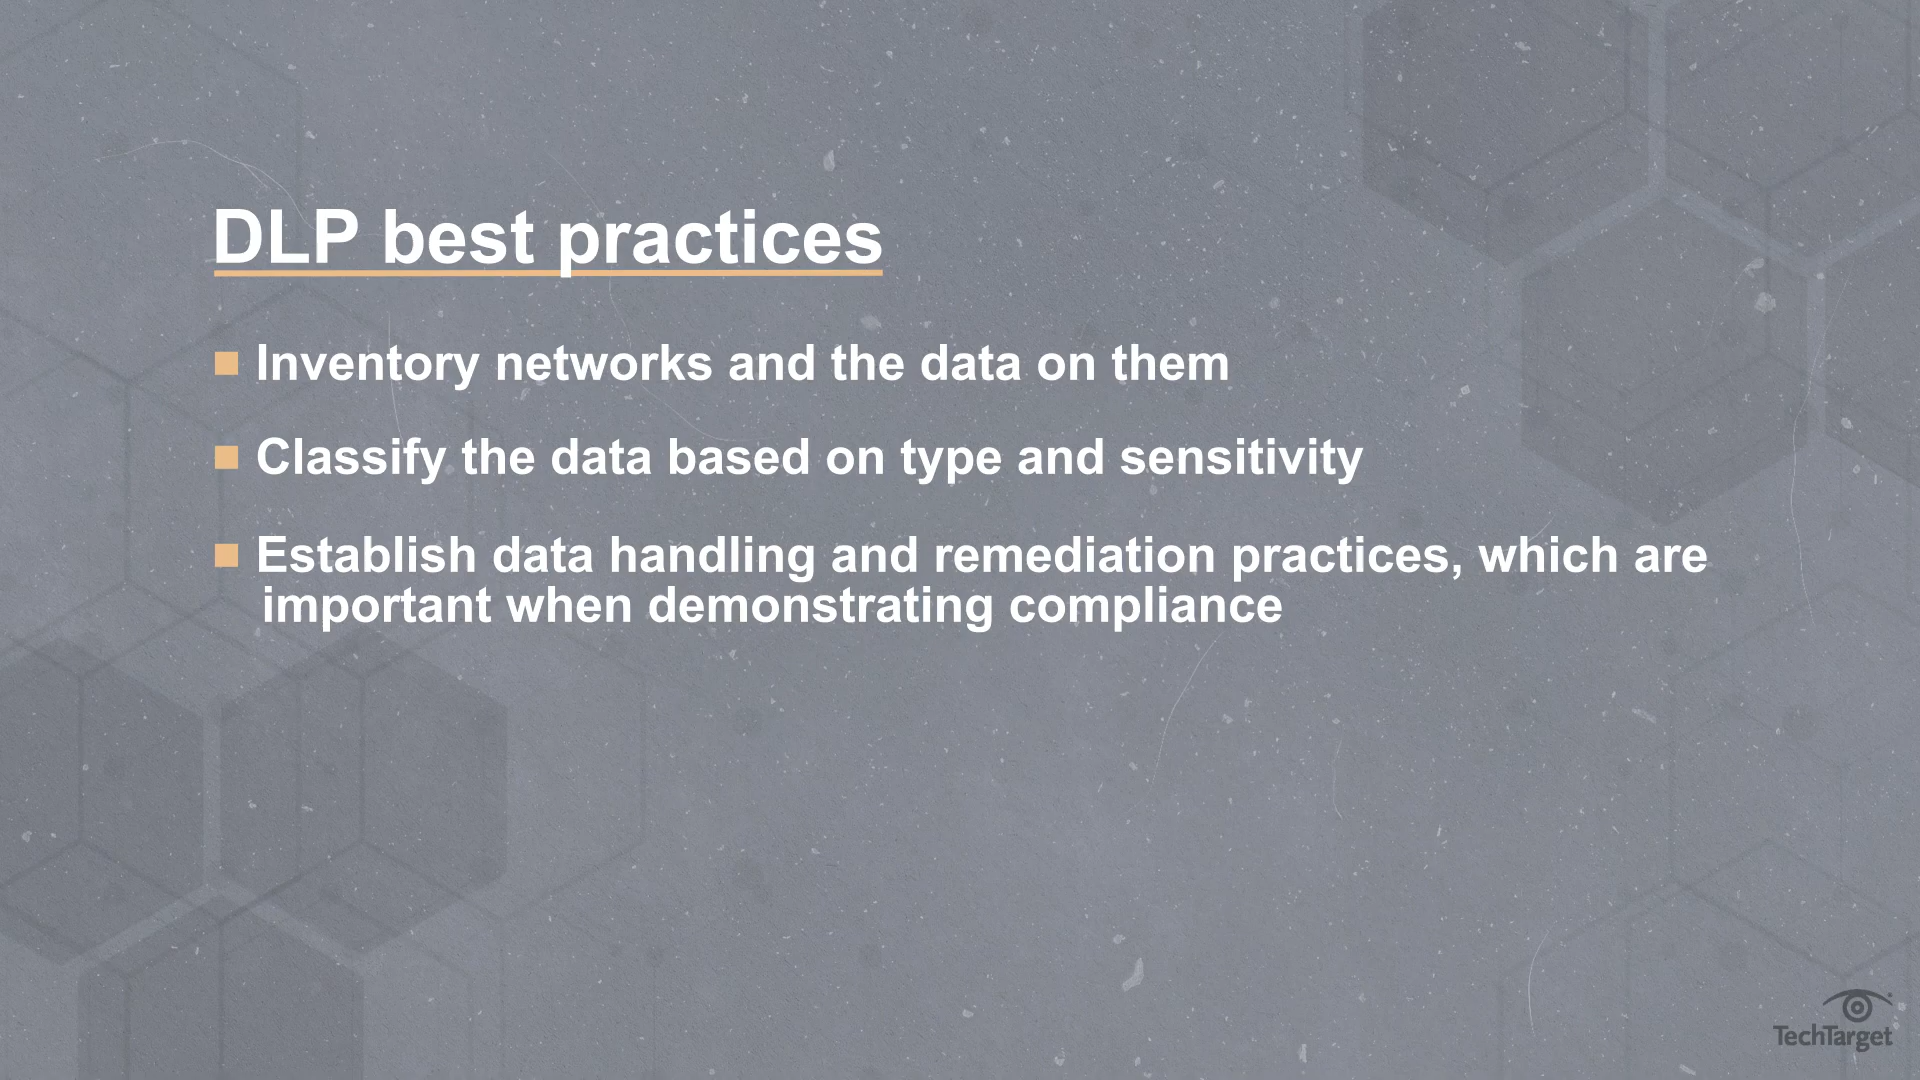 DLP best practices
Inventory networks and the data on them
Classify the data based on type and sensitivity
Establish data handling and remediation practices, which are
important when demonstrating compliance
TechTarget